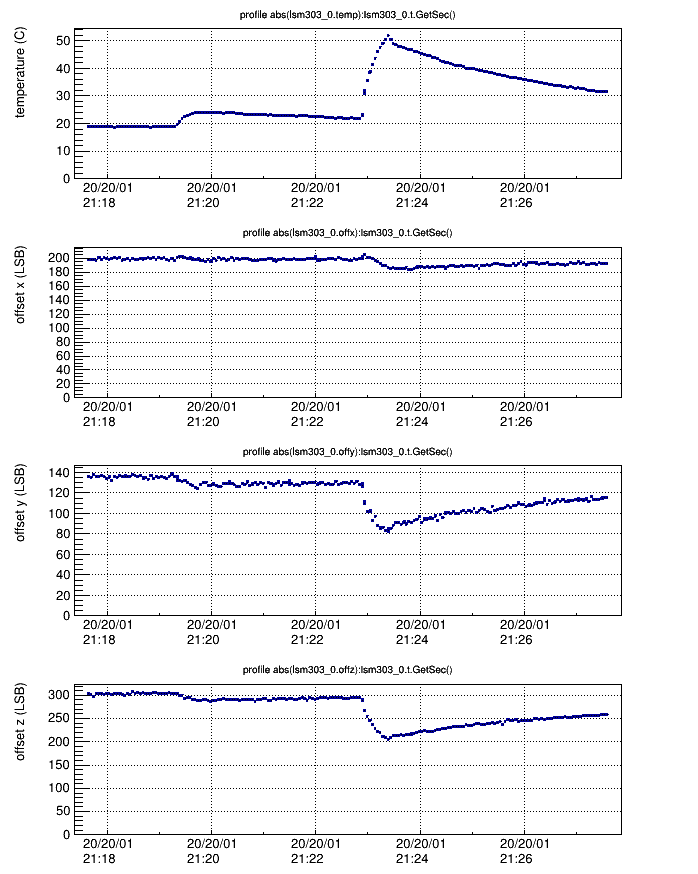 profile abs(lsm303_0.temp):lsm303_0.t.GetSec()
temperature (C)
50
40
30
20
10
0
20/20/01 20/20/01 20/20/01 20/20/01 20/20/01
21:18 21:20 21:22 21:24 21:26
profile abs(lsm303_0.offx):lsm303_0.t.GetSec()
offset x (LSB)
200
180
160
140
120
100
80
60
40
20
0
20/20/01 20/20/01 20/20/01 20/20/01 20/20/01
21:18 21:20 21:22 21:24 21:26
profile abs(lsm303_0.offy):lsm303_0.t.GetSec()
offset y (LSB)
140
120
100
80
60
40
20
0
20/20/01 20/20/01 20/20/01 20/20/01 20/20/01
21:18 21:20 21:22 21:24 21:26
profile abs(lsm303_0.offz):lsm303_0.t.GetSec()
offset z (LSB)
300
250
200
150
100
50
0
20/20/01 20/20/01 20/20/01 20/20/01 20/20/01
21:18 21:20 21:22 21:24 21:26